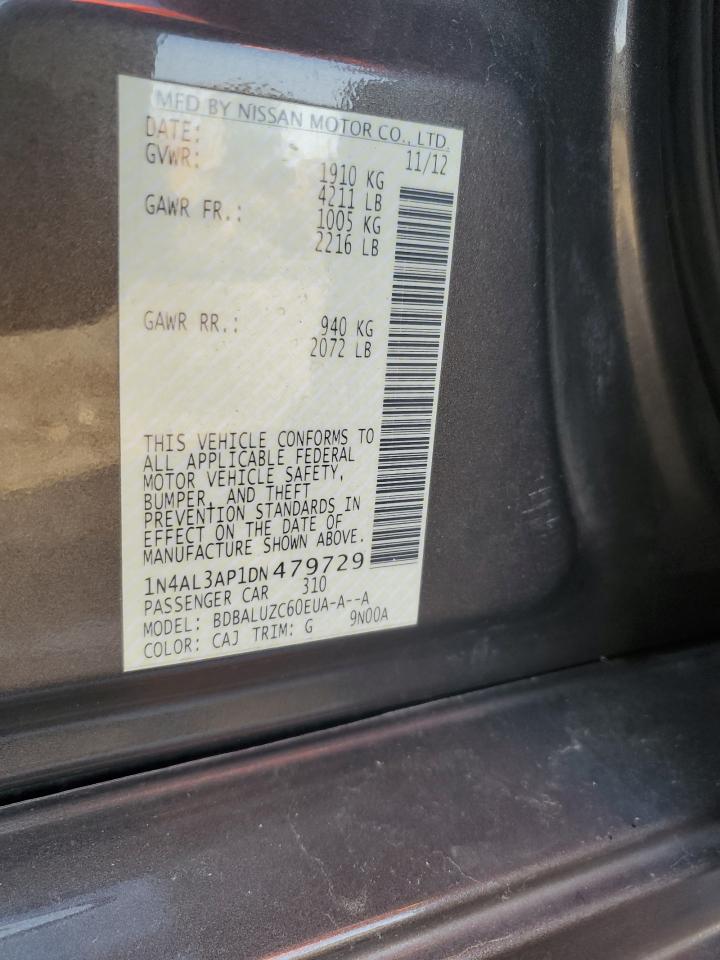 MFD BY NISSAN MOTOR CO., LTD.
DATE: 11/12
GVWR: 1910 KG
4211 LB
GAWR FR.: 1005 KG
2216 LB
GAWR RR.: 940 KG
2072 LB
THIS VEHICLE CONFORMS TO
ALL APPLICABLE FEDERAL
MOTOR VEHICLE SAFETY,
BUMPER, AND THEFT
PREVENTION STANDARDS IN
EFFECT ON THE DATE OF
MANUFACTURE SHOWN ABOVE.
1N4AL3AP1DN479729
PASSENGER CAR 310
MODEL: BDBALUZC60EUA-A--A
COLOR: CAJ TRIM: G 9N00A